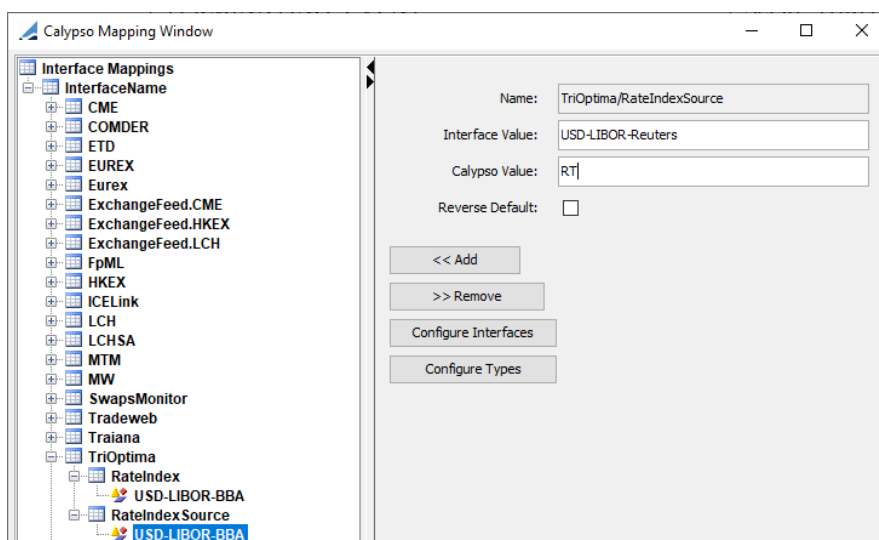 Calypso Mapping Window
Interface Mappings
InterfaceName
CME
COMDER
ETD
EUREX
Eurex
ExchangeFeed.CME
ExchangeFeed.HKEX
ExchangeFeed.LCH
FpML
HKEX
ICELink
LCH
LCHSA
MTM
MW
SwapsMonitor
Tradeweb
Traiana
TriOptima
RateIndex
USD-LIBOR-BBA
RateIndexSource
USD-LIBOR-BBA
Name: TriOptima/RateIndexSource
Interface Value: USD-LIBOR-Reuters
Calypso Value: RT
Reverse Default:
<< Add
>> Remove
Configure Interfaces
Configure Types